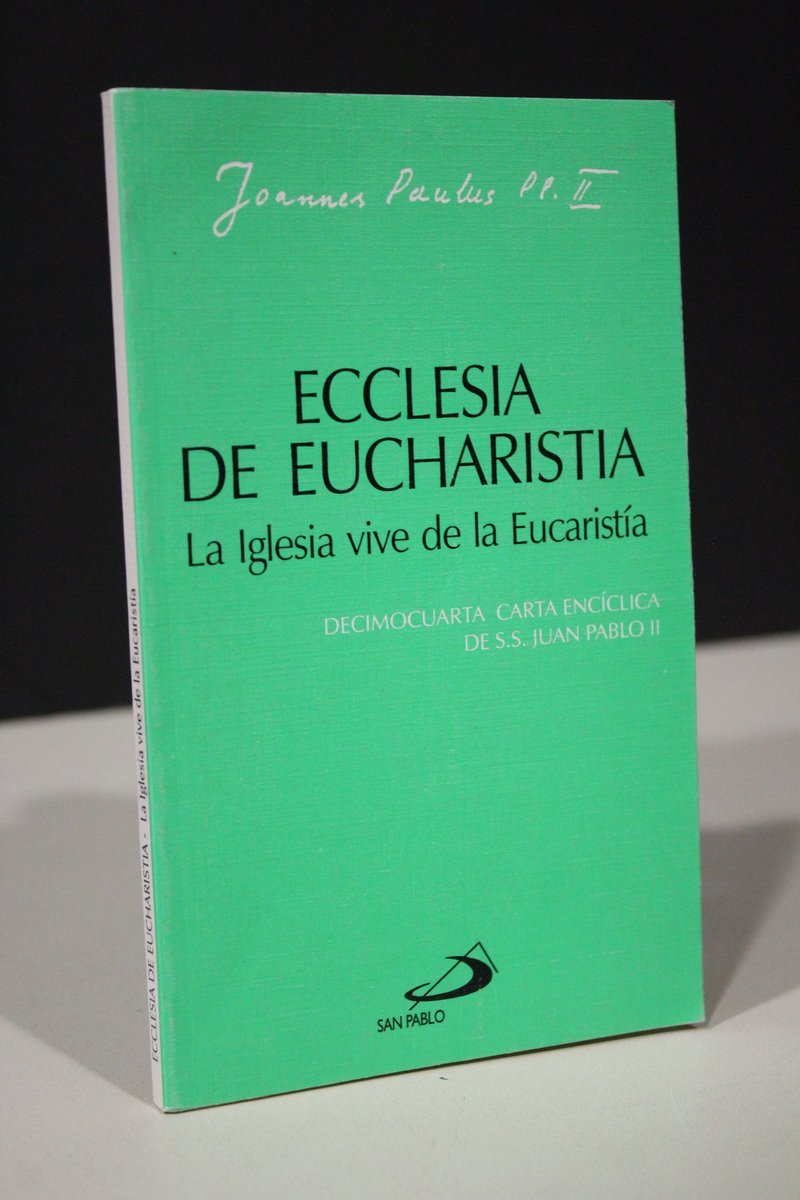 Joannes Paulus PP. II
ECCLESIA
DE EUCHARISTIA
La Iglesia vive de la Eucaristía
DECIMOCUARTA CARTA ENCÍCLICA
DE S.S. JUAN PABLO II
SAN PABLO
ECCLESIA DE EUCHARISTIA - La Iglesia vive de la Eucaristía